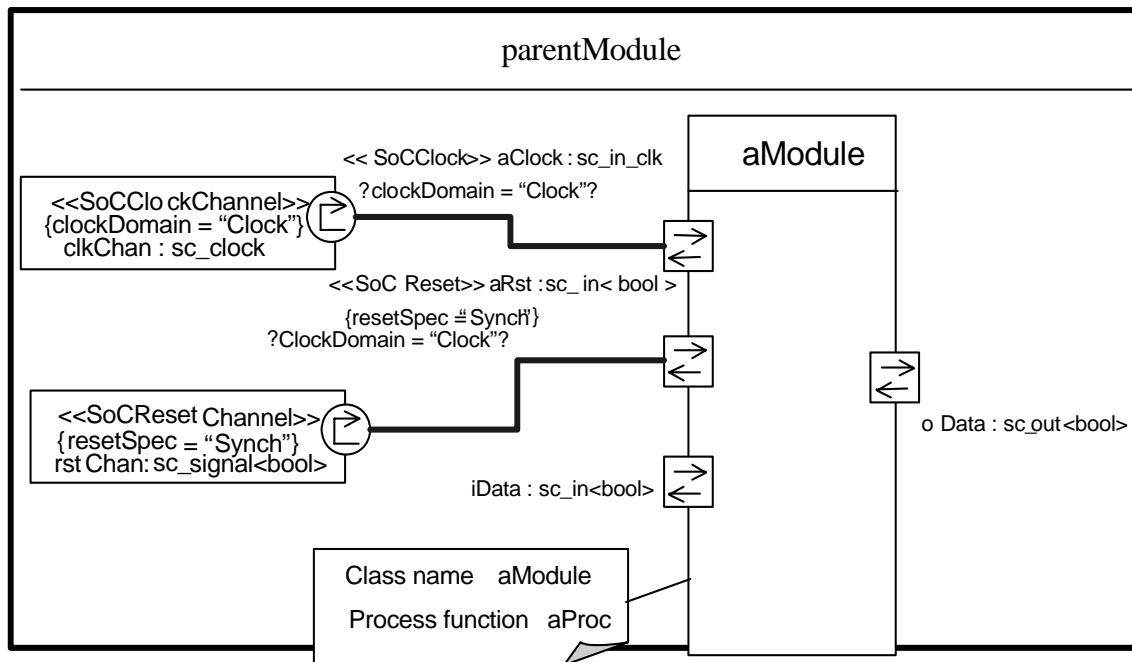 parentModule
<< SoCClock>> aClock : sc_in_clk
?clockDomain = “Clock”?
aModule
<<SoCClo ckChannel>>
{clockDomain = “Clock”}
clkChan : sc_clock
<<SoC Reset>> aRst :sc_ in< bool >
{resetSpec = “Synch”}
?ClockDomain = “Clock”?
<<SoCReset Channel>>
{resetSpec = “Synch”}
rst Chan: sc_signal<bool>
o Data : sc_out<bool>
iData : sc_in<bool>
Class name aModule
Process function aProc